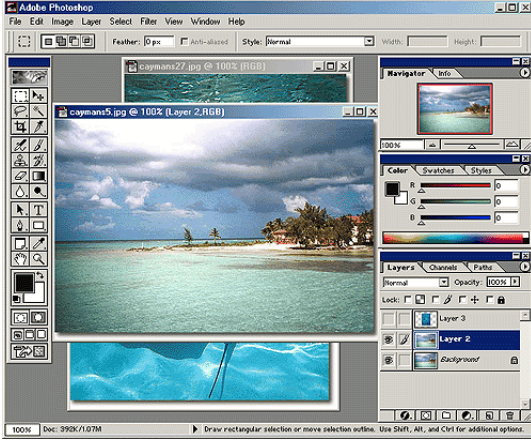 Adobe Photoshop
File Edit Image Layer Select Filter View Window Help
Feather: 0 px Anti-aliased Style: Normal Width: Height:
caymans27.jpg @ 100% (RGB)
caymans5.jpg @ 100% (Layer 2,RGB)
Navigator Info
100%
Color Swatches Styles
R 0
G 0
B 0
Layers Channels Paths
Normal Opacity: 100%
Lock:
Layer 3
Layer 2
Background
T
100% Doc: 392K/1.07M Draw rectangular selection or move selection outline. Use Shift, Alt, and Ctrl for additional options.